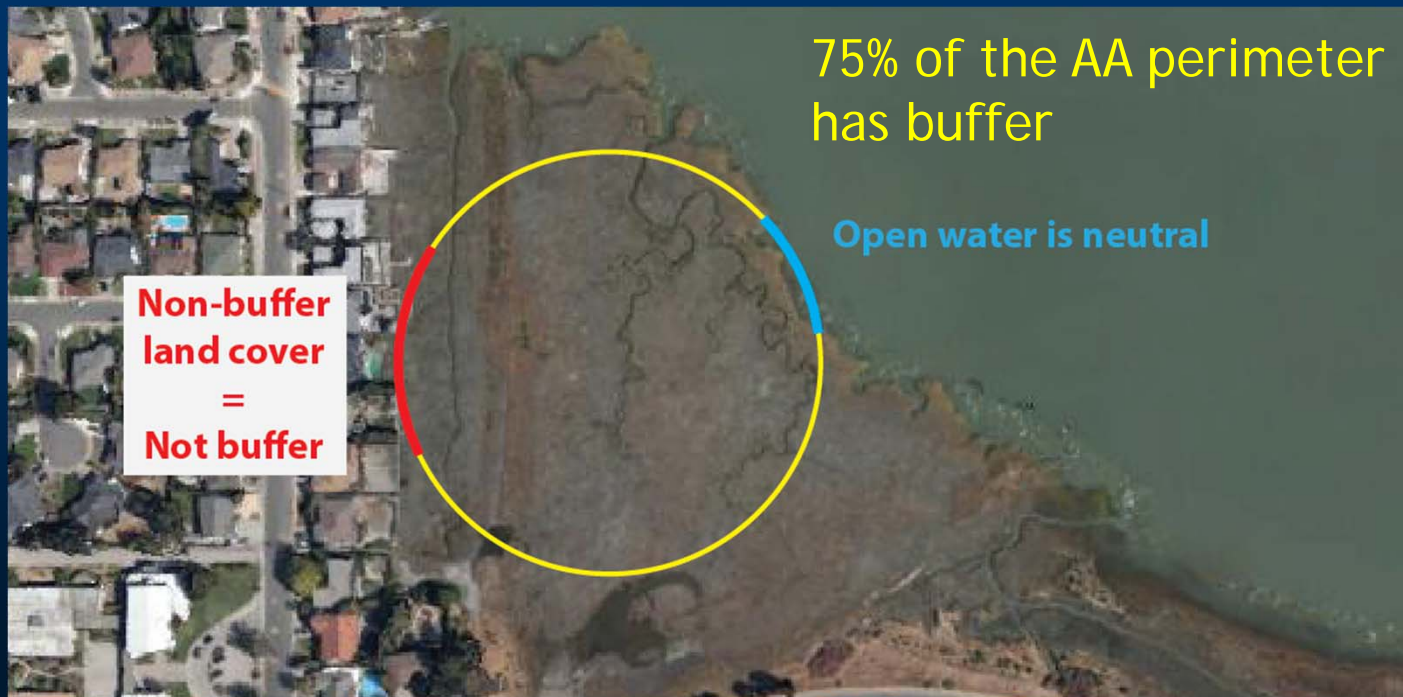 75% of the AA perimeter
has buffer
Open water is neutral
Non-buffer
land cover
=
Not buffer